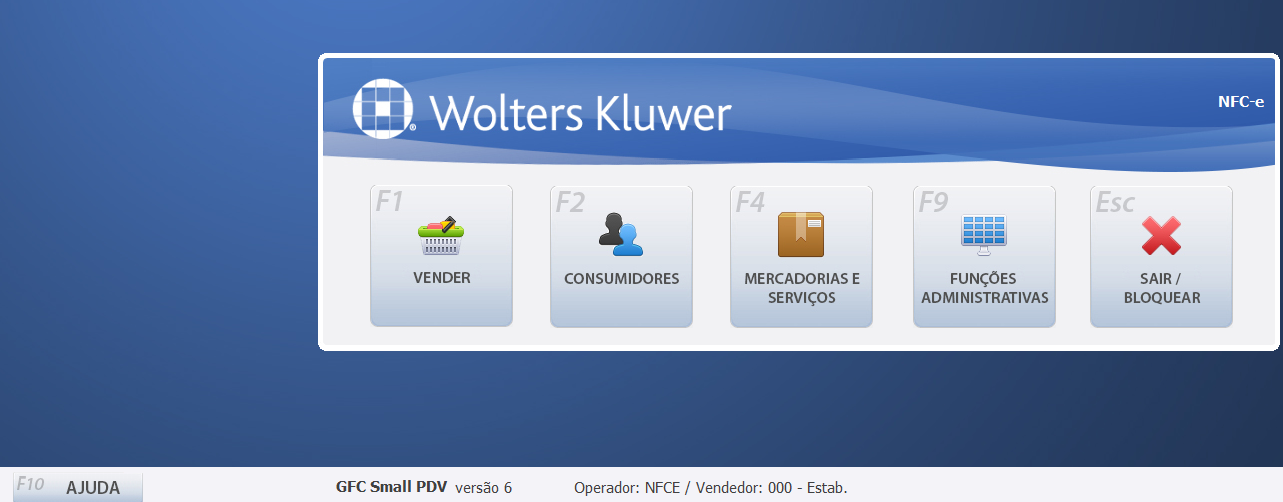 Wolters Kluwer
NFC-e
F1
VENDER
F2
CONSUMIDORES
F4
MERCADORIAS E
SERVIÇOS
F9
FUNÇÕES
ADMINISTRATIVAS
Esc
SAIR /
BLOQUEAR
F10 AJUDA
GFC Small PDV versão 6
Operador: NFCE / Vendedor: 000 - Estab.